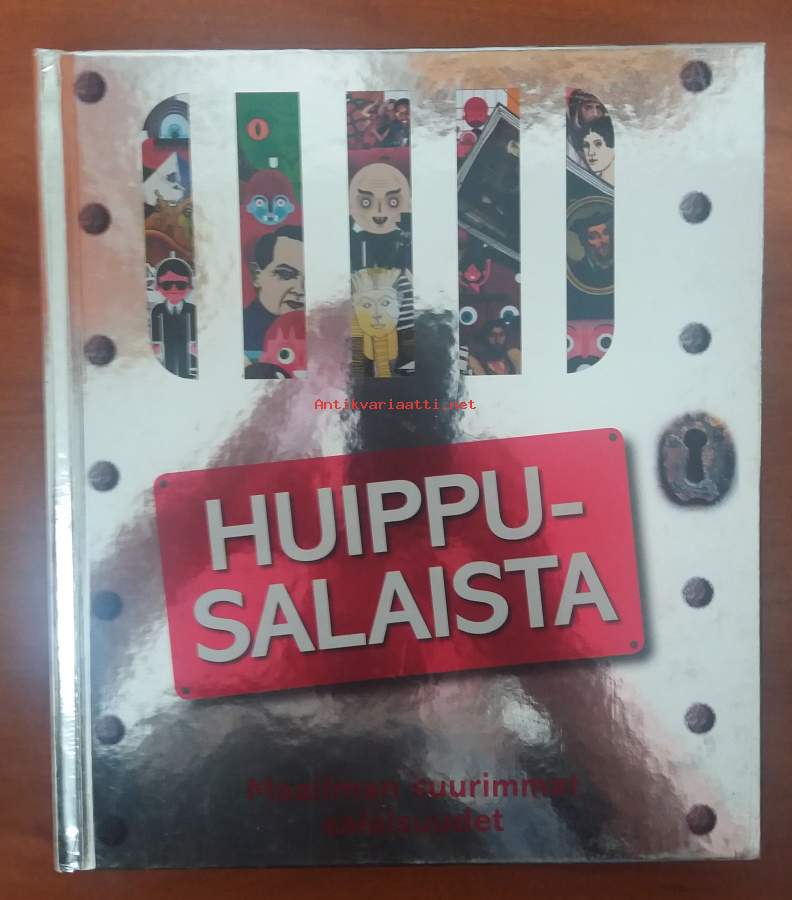 Antikvariaatti.net
HUIPPU-
SALAISTA
Maailman suurimmat
salaisuudet